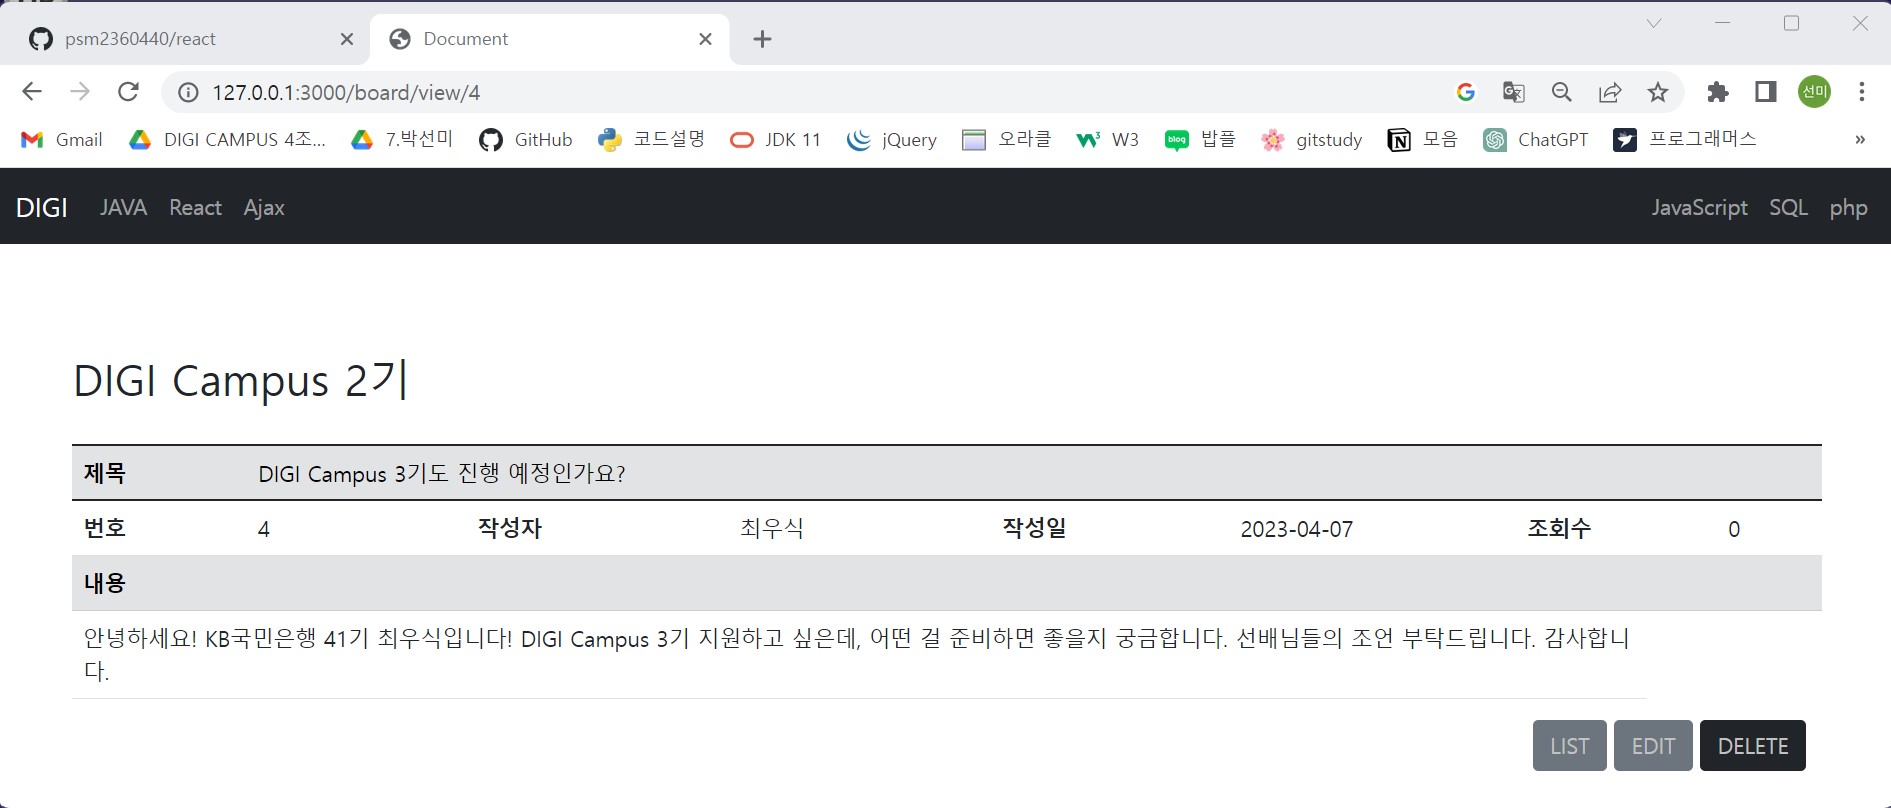 psm2360440/react
Document
127.0.0.1:3000/board/view/4
선미
Gmail
DIGI CAMPUS 4조...
7.박선미
GitHub
코드설명
JDK 11
jQuery
오라클
W3
blog
밥플
gitstudy
모음
ChatGPT
프로그래머스
»
DIGI JAVA React Ajax JavaScript SQL php
DIGI Campus 2기
제목 DIGI Campus 3기도 진행 예정인가요?
번호 4 작성자 최우식 작성일 2023-04-07 조회수 0
내용
안녕하세요! KB국민은행 41기 최우식입니다! DIGI Campus 3기 지원하고 싶은데, 어떤 걸 준비하면 좋을지 궁금합니다. 선배님들의 조언 부탁드립니다. 감사합니
다.
LIST EDIT DELETE